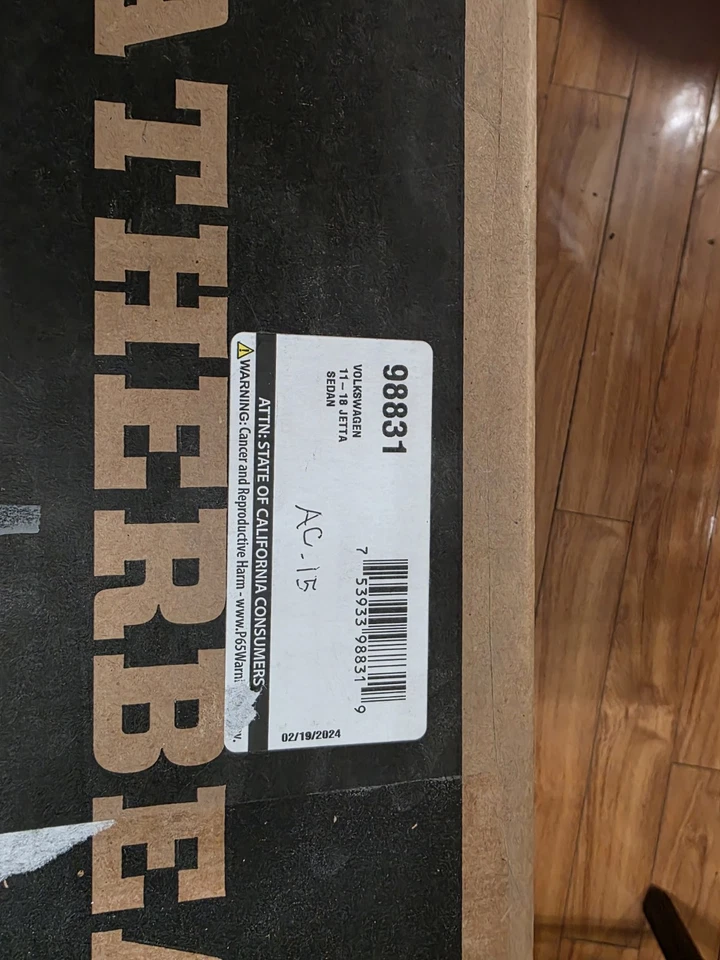 ATHERBEA
98831
VOLKSWAGEN
11-18 JETTA
SEDAN
7 53933 98831 9
AC-15
02/19/2024
ATTN: STATE OF CALIFORNIA CONSUMERS
WARNING: Cancer and Reproductive Harm - www.P65Warni v.